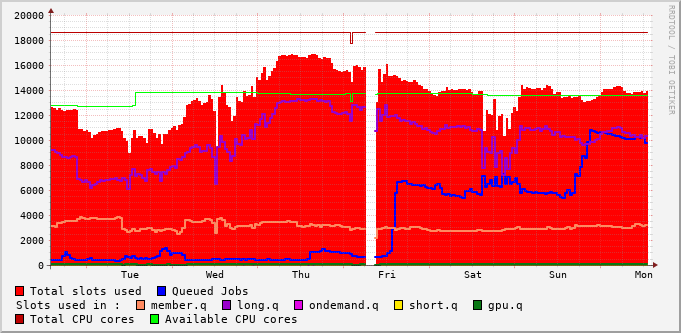 20000
18000
16000
14000
12000
10000
8000
6000
4000
2000
0
Tue Wed Thu Fri Sat Sun Mon
RRDTOOL / TOBI OETIKER
Total slots used Queued Jobs
Slots used in : member.q long.q ondemand.q short.q gpu.q
Total CPU cores Available CPU cores